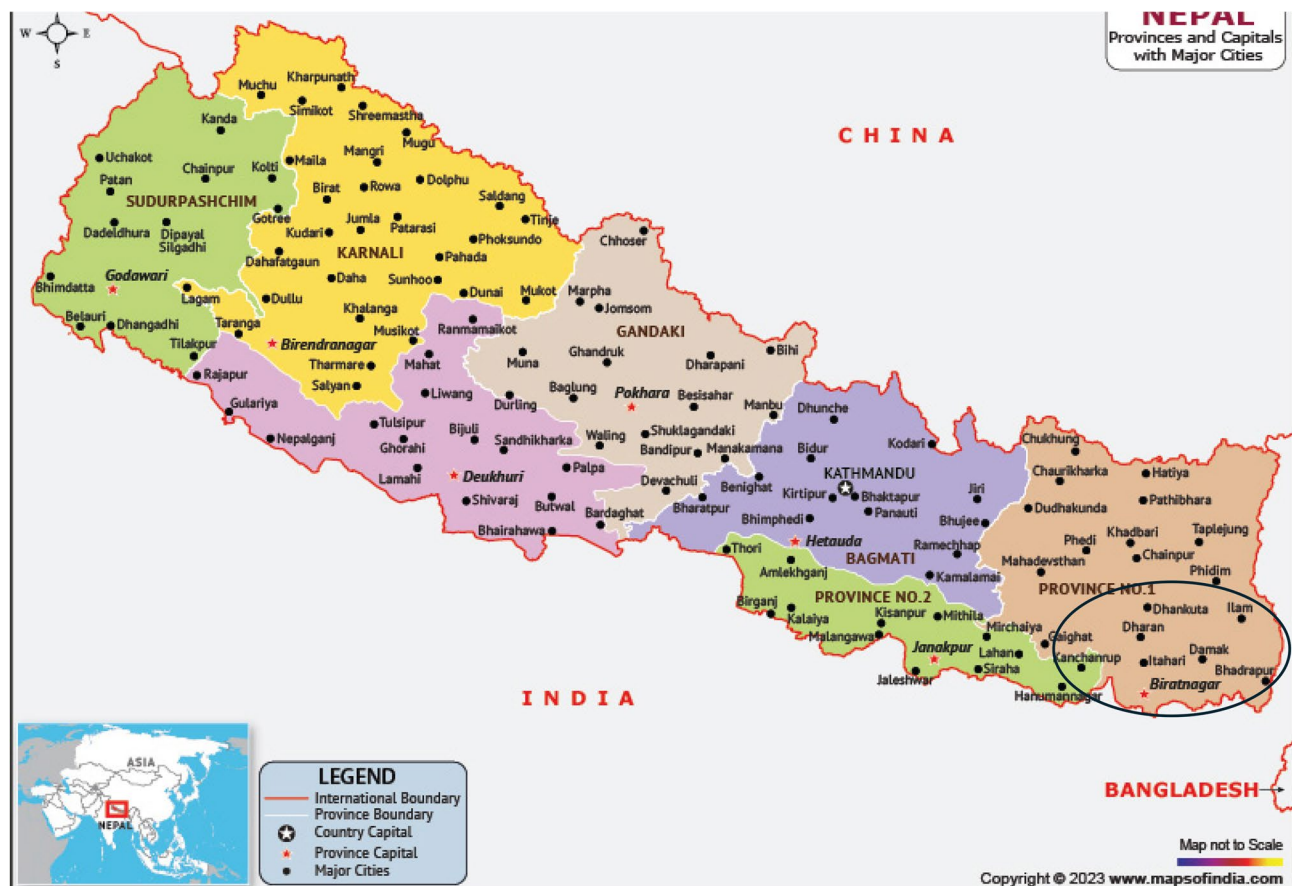 NEPAL
Provinces and Capitals
with Major Cities
W
E
S
CHINA
INDIA
BANGLADESH
SUDURPASHCHIM
Kanda
Uchakot
Chainpur
Kolti
Patan
Dadeldhura
Dipayal
Silgadhi
Gotree
Godawari
Bhimdatta
Belauri
Dhangadhi
Tilakpur
KARNALI
Muchu
Kharpunath
Simikot
Shreemastha
Mugu
Maila
Mangri
Birat
Rowa
Dolphu
Saldang
Tinje
Jumla
Patarasi
Kudari
Phoksundo
Dahafatgaun
Pahada
Daha
Sunhoo
Dunai
Mukot
Lagam
Dullu
Khalanga
Taranga
Musikot
Birendranagar
Tharmare
Salyan
Ranmamaikot
Mahat
Rajapur
Gulariya
Liwang
Nepalganj
Tulsipur
Ghorahi
Bijuli
Sandhikharka
Lamahi
Deukhuri
Palpa
Shivaraj
Butwal
Bhairahawa
Bardaghat
GANDAKI
Chhoser
Marpha
Jomsom
Muna
Ghandruk
Dharapani
Bihi
Baglung
Pokhara
Besisahar
Durling
Manbu
Waling
Shuklagandaki
Bandipur
Manakamana
Devachuli
BAGMATI
Dhunche
Bidur
Kodari
KATHMANDU
Benighat
Kirtipur
Bhaktapur
Panauti
Jiri
Bharatpur
Bhimphedi
Bhujee
Hetauda
Ramechhap
Kamalamai
PROVINCE NO.2
Thori
Amlekhganj
Birganj
Kalaiya
Kisanpur
Mithila
Malangawa
Mirchaiya
Janakpur
Lahan
Jaleshwar
Siraha
Kanchanrup
Hanumannagar
PROVINCE NO.1
Chukhung
Chaurikharka
Hatiya
Dudhakunda
Pathibhara
Phedi
Khadbari
Taplejung
Mahadevsthan
Chainpur
Phidim
Dhankuta
Ilam
Dharan
Gaighat
Itahari
Damak
Bhadrapur
Biratnagar
ASIA
NEPAL
LEGEND
International Boundary
Province Boundary
Country Capital
Province Capital
Major Cities
Map not to Scale
Copyright © 2023 www.mapsofindia.com